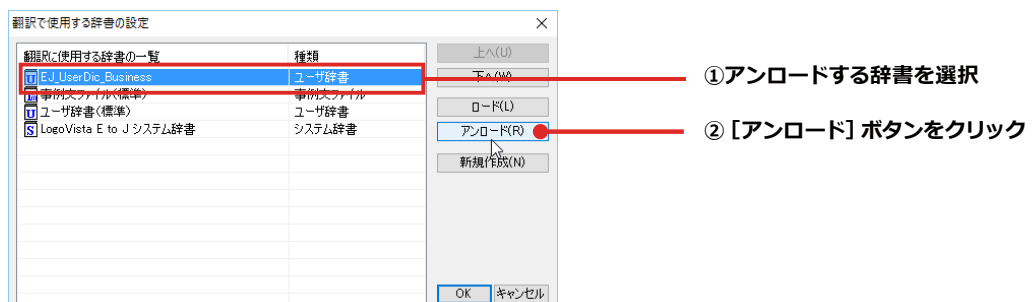 翻訳で使用する辞書の設定
翻訳に使用する辞書の一覧 種類
EJ_UserDic_Business ユーザ辞書
事例文ファイル(標準) 事例文ファイル
ユーザ辞書(標準) ユーザ辞書
LogoVista E to J システム辞書 システム辞書
上へ(U)
下へ(W)
ロード(L)
アンロード(R)
新規作成(N)
OK キャンセル
①アンロードする辞書を選択
②［アンロード］ボタンをクリック